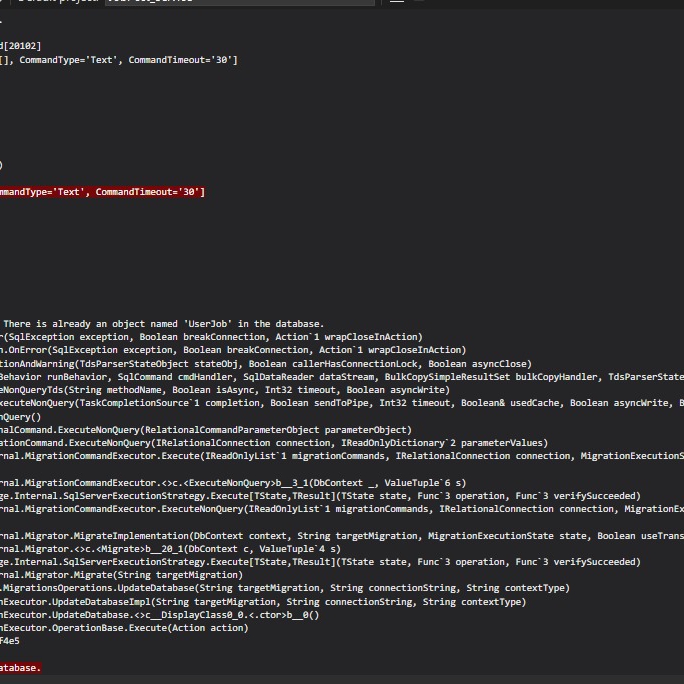 Default project:
d[20102]
[], CommandType='Text', CommandTimeout='30']
)
mmandType='Text', CommandTimeout='30']
There is already an object named 'UserJob' in the database.
r(SqlException exception, Boolean breakConnection, Action`1 wrapCloseInAction)
n.OnError(SqlException exception, Boolean breakConnection, Action`1 wrapCloseInAction)
tionAndWarning(TdsParserStateObject stateObj, Boolean callerHasConnectionLock, Boolean asyncClose)
Behavior runBehavior, SqlCommand cmdHandler, SqlDataReader dataStream, BulkCopySimpleResultSet bulkCopyHandler, TdsParserState
eNonQueryTds(String methodName, Boolean isAsync, Int32 timeout, Boolean asyncWrite)
xecuteNonQuery(TaskCompletionSource`1 completion, Boolean sendToPipe, Int32 timeout, Boolean& usedCache, Boolean asyncWrite, B
nQuery()
nalCommand.ExecuteNonQuery(RelationalCommandParameterObject parameterObject)
ationCommand.ExecuteNonQuery(IRelationalConnection connection, IReadOnlyDictionary`2 parameterValues)
rnal.MigrationCommandExecutor.Execute(IReadOnlyList`1 migrationCommands, IRelationalConnection connection, MigrationExecutionS
rnal.MigrationCommandExecutor.<>c.<ExecuteNonQuery>b__3_1(DbContext _, ValueTuple`6 s)
ge.Internal.SqlServerExecutionStrategy.Execute[TState,TResult](TState state, Func`3 operation, Func`3 verifySucceeded)
rnal.MigrationCommandExecutor.ExecuteNonQuery(IReadOnlyList`1 migrationCommands, IRelationalConnection connection, MigrationEx
rnal.Migrator.MigrateImplementation(DbContext context, String targetMigration, MigrationExecutionState state, Boolean useTrans
rnal.Migrator.<>c.<Migrate>b__20_1(DbContext c, ValueTuple`4 s)
ge.Internal.SqlServerExecutionStrategy.Execute[TState,TResult](TState state, Func`3 operation, Func`3 verifySucceeded)
rnal.Migrator.Migrate(String targetMigration)
.MigrationsOperations.UpdateDatabase(String targetMigration, String connectionString, String contextType)
nExecutor.UpdateDatabaseImpl(String targetMigration, String connectionString, String contextType)
nExecutor.UpdateDatabase.<>c__DisplayClass0_0.<.ctor>b__0()
nExecutor.OperationBase.Execute(Action action)
f4e5
atabase.